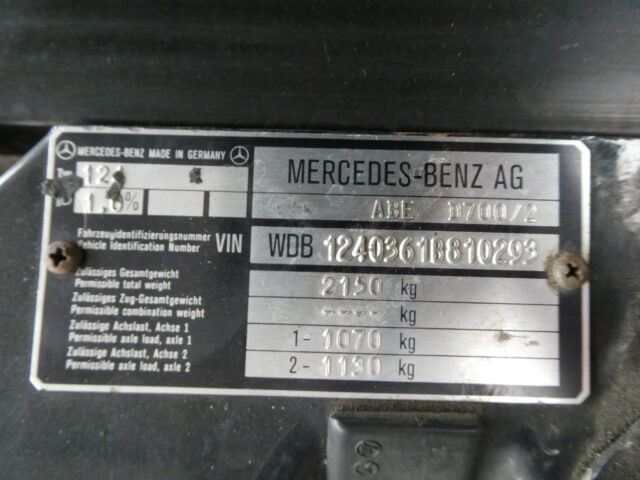 MERCEDES-BENZ MADE IN GERMANY
MERCEDES-BENZ AG
1,0%
ABE D700/2
Fahrzeugidentifizierungsnummer
Vehicle Identification Number
VIN WDB 1240361B810293
Zulässiges Gesamtgewicht
Permissible total weight
2150 kg
Zulässiges Zug-Gesamtgewicht
Permissible combination weight
---- kg
Zulässige Achslast, Achse 1
Permissible axle load, axle 1
1- 1070 kg
Zulässige Achslast, Achse 2
Permissible axle load, axle 2
2- 1130 kg